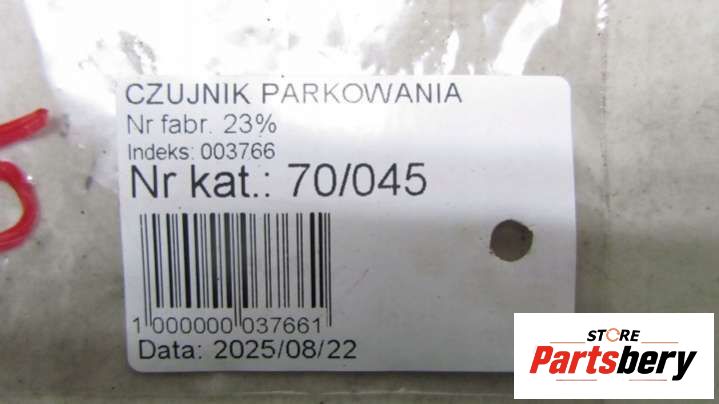 CZUJNIK PARKOWANIA
Nr fabr. 23%
Indeks: 003766
Nr kat.: 70/045
1 000000 037661
Data: 2025/08/22
STORE
Partsbery